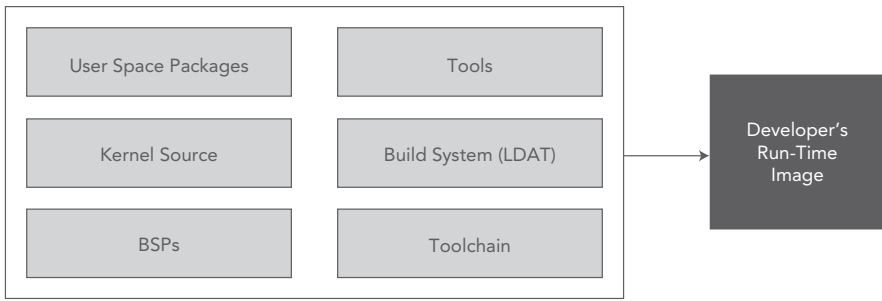 User Space Packages
Tools
Kernel Source
Build System (LDAT)
BSPs
Toolchain
Developer’s
Run-Time
Image